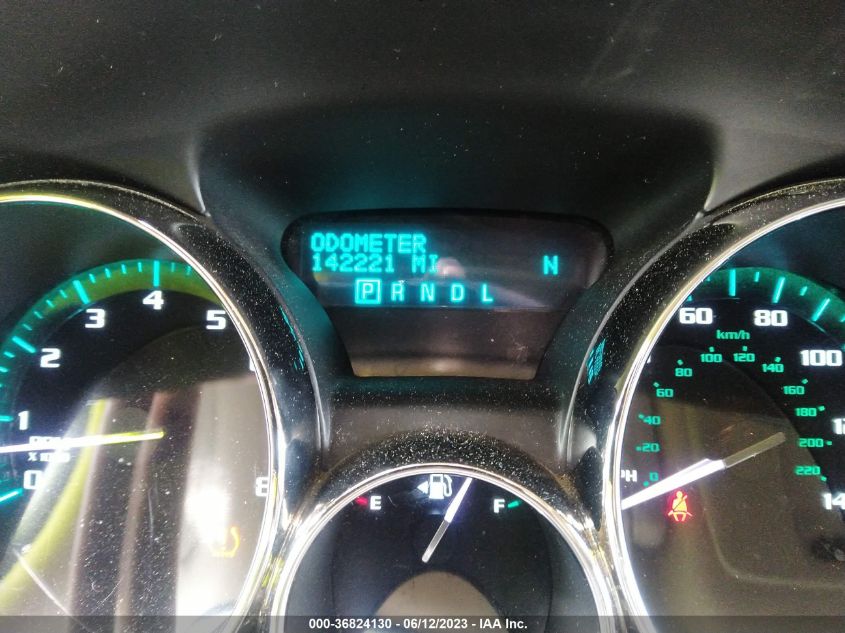 ODOMETER
142221 MI N
P R N D L
0 1 2 3 4 5 8
E F
60 80 100 14
km/h
0 20 40 60 80 100 120 140 160 180 200 220
000-36824130 - 06/12/2023 - IAA Inc.